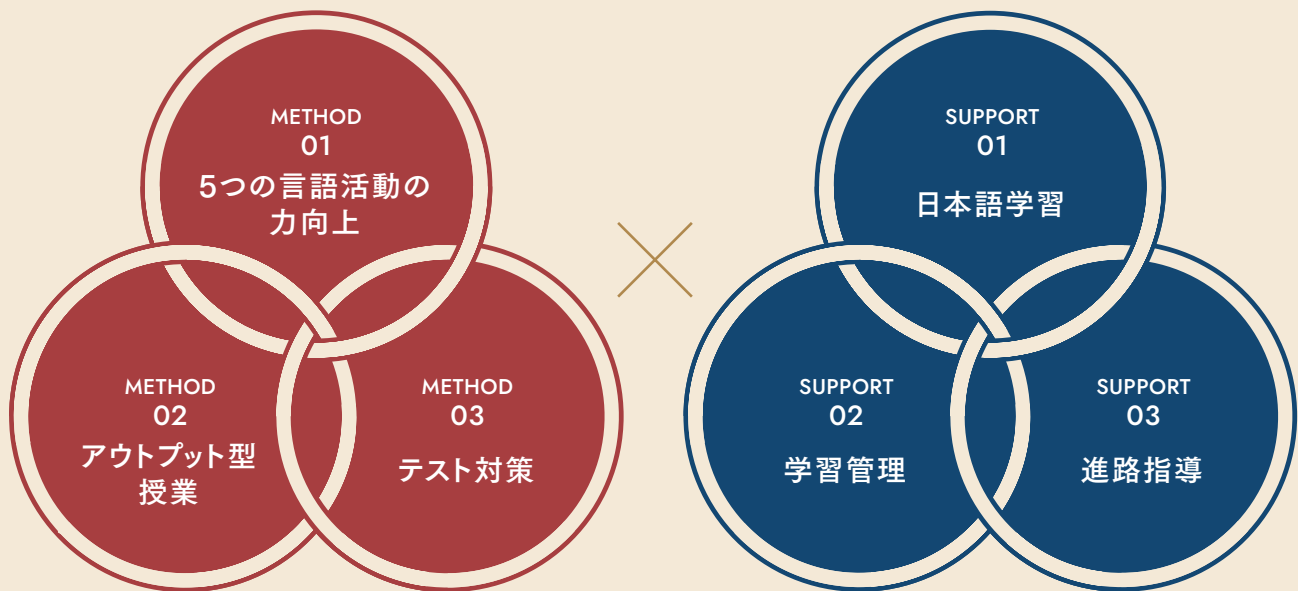 METHOD
01
5つの言語活動の
力向上
METHOD
02
アウトプット型
授業
METHOD
03
テスト対策
SUPPORT
01
日本語学習
SUPPORT
02
学習管理
SUPPORT
03
進路指導